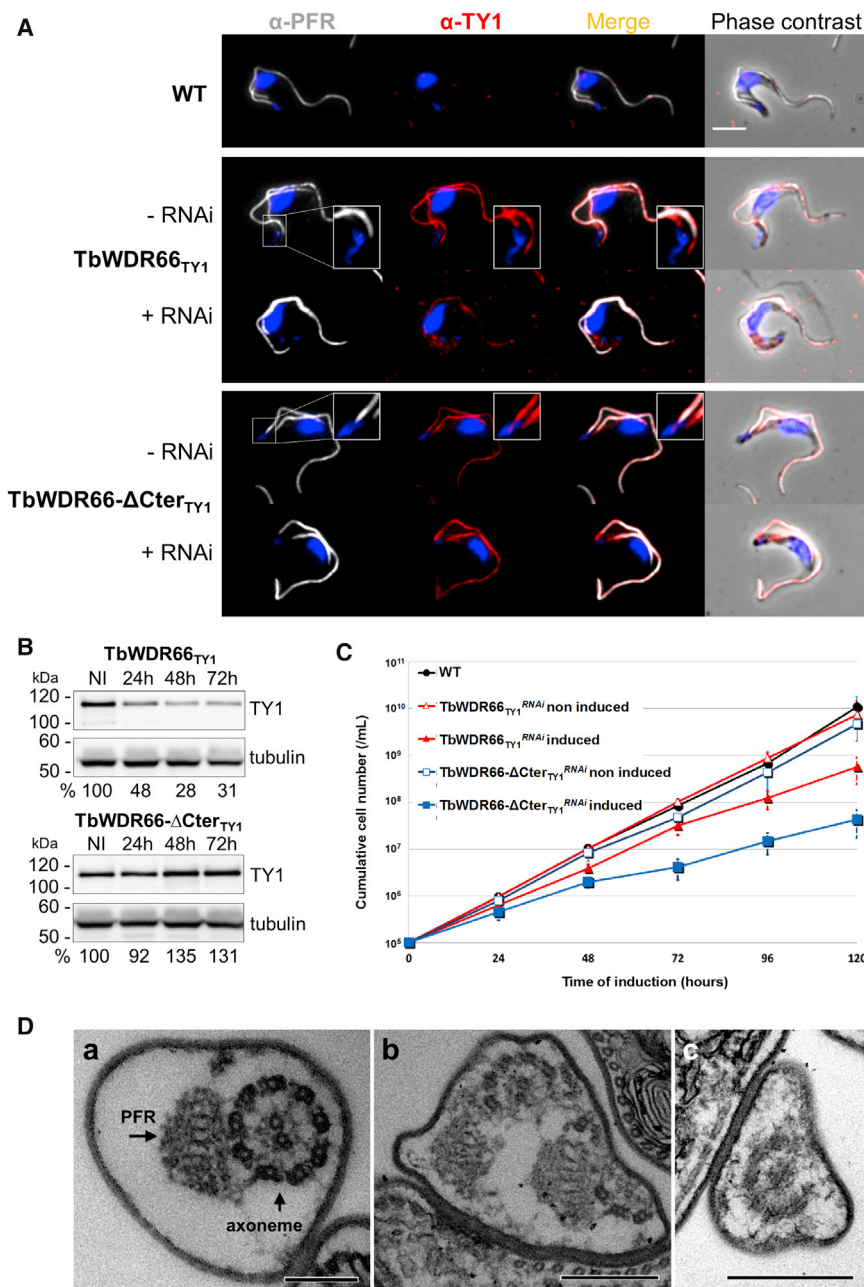 A
α-PFR α-TY1 Merge Phase contrast
WT
- RNAi
TbWDR66TY1
+ RNAi
- RNAi
TbWDR66-ΔCterTY1
+ RNAi
B
TbWDR66TY1
kDa NI 24h 48h 72h
120
100
TY1
60
50
tubulin
% 100 48 28 31
TbWDR66-ΔCterTY1
kDa NI 24h 48h 72h
120
100
TY1
60
50
tubulin
% 100 92 135 131
C
WT
TbWDR66TY1RNAi non induced
TbWDR66TY1RNAi induced
TbWDR66-ΔCterTY1RNAi non induced
TbWDR66-ΔCterTY1RNAi induced
Cumulative cell number (/mL)
10¹¹
10¹⁰
10⁹
10⁸
10⁷
10⁶
10⁵
0 24 48 72 96 120
Time of induction (hours)
D
a b c
PFR
axoneme